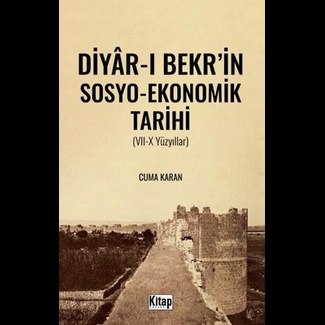 DİYÂR-I BEKR'İN
SOSYO-EKONOMİK
TARİHİ
(VII-X Yüzyıllar)
CUMA KARAN
Kitap